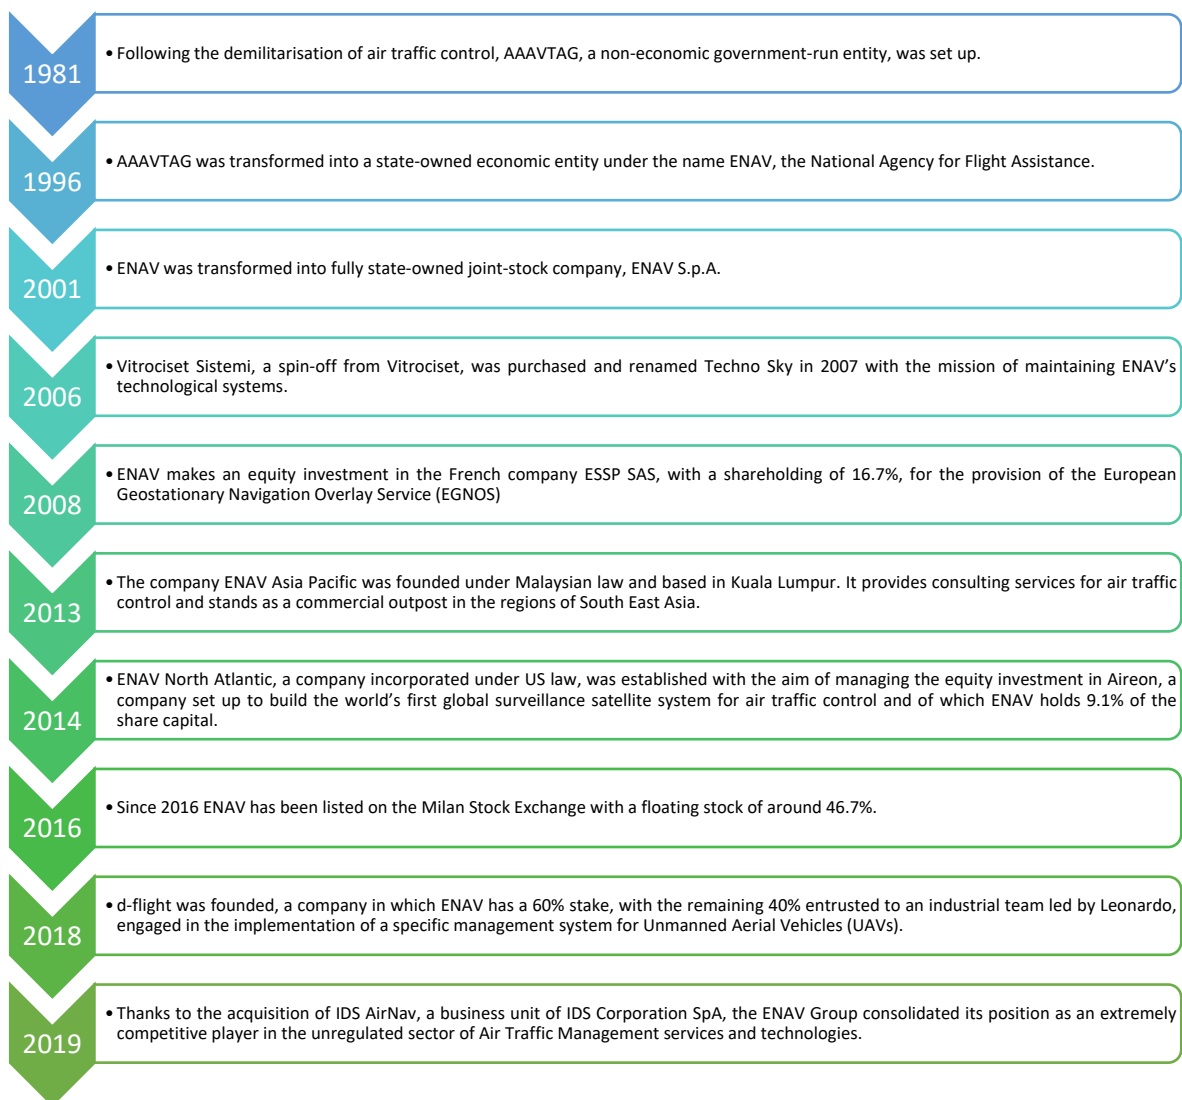 1981
• Following the demilitarisation of air traffic control, AAAVTAG, a non-economic government-run entity, was set up.
1996
• AAAVTAG was transformed into a state-owned economic entity under the name ENAV, the National Agency for Flight Assistance.
2001
• ENAV was transformed into fully state-owned joint-stock company, ENAV S.p.A.
2006
• Vitrociset Sistemi, a spin-off from Vitrociset, was purchased and renamed Techno Sky in 2007 with the mission of maintaining ENAV’s
technological systems.
2008
• ENAV makes an equity investment in the French company ESSP SAS, with a shareholding of 16.7%, for the provision of the European
Geostationary Navigation Overlay Service (EGNOS)
2013
• The company ENAV Asia Pacific was founded under Malaysian law and based in Kuala Lumpur. It provides consulting services for air traffic
control and stands as a commercial outpost in the regions of South East Asia.
2014
• ENAV North Atlantic, a company incorporated under US law, was established with the aim of managing the equity investment in Aireon, a
company set up to build the world’s first global surveillance satellite system for air traffic control and of which ENAV holds 9.1% of the
share capital.
2016
• Since 2016 ENAV has been listed on the Milan Stock Exchange with a floating stock of around 46.7%.
2018
• d-flight was founded, a company in which ENAV has a 60% stake, with the remaining 40% entrusted to an industrial team led by Leonardo,
engaged in the implementation of a specific management system for Unmanned Aerial Vehicles (UAVs).
2019
• Thanks to the acquisition of IDS AirNav, a business unit of IDS Corporation SpA, the ENAV Group consolidated its position as an extremely
competitive player in the unregulated sector of Air Traffic Management services and technologies.